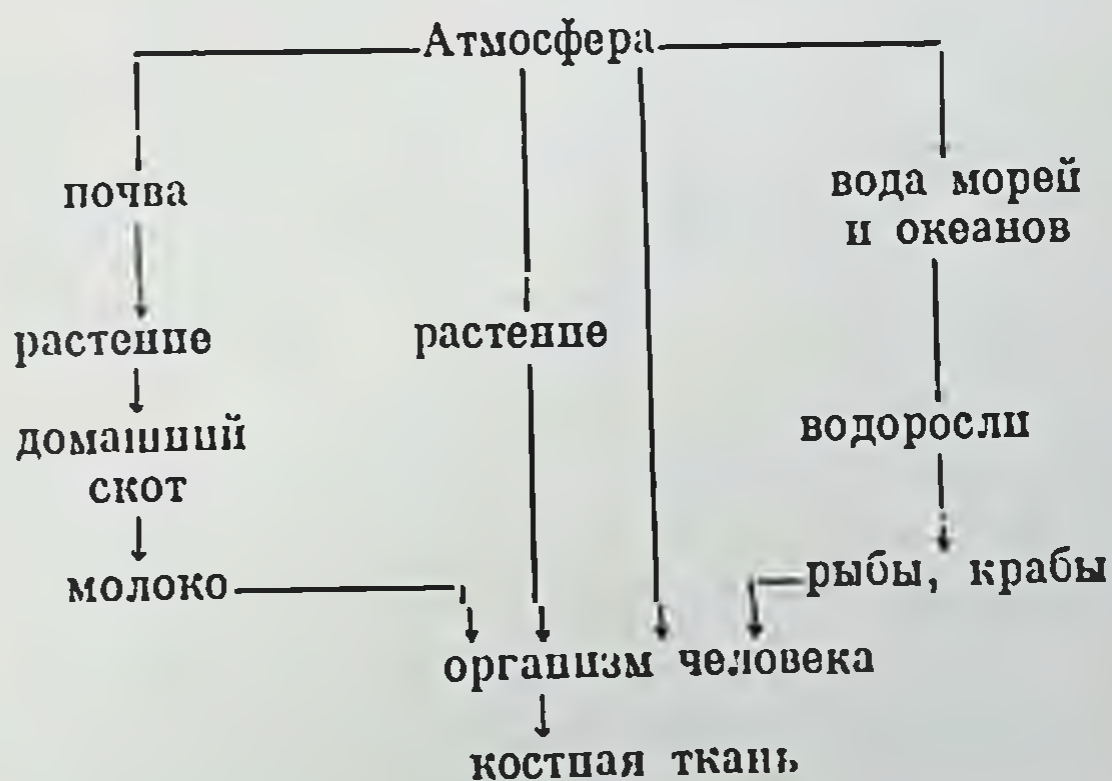 Атмосфера
почва
вода морей
и океанов
растение
растение
домашний
скот
водоросли
молоко
рыбы, крабы
организм человека
костная ткань